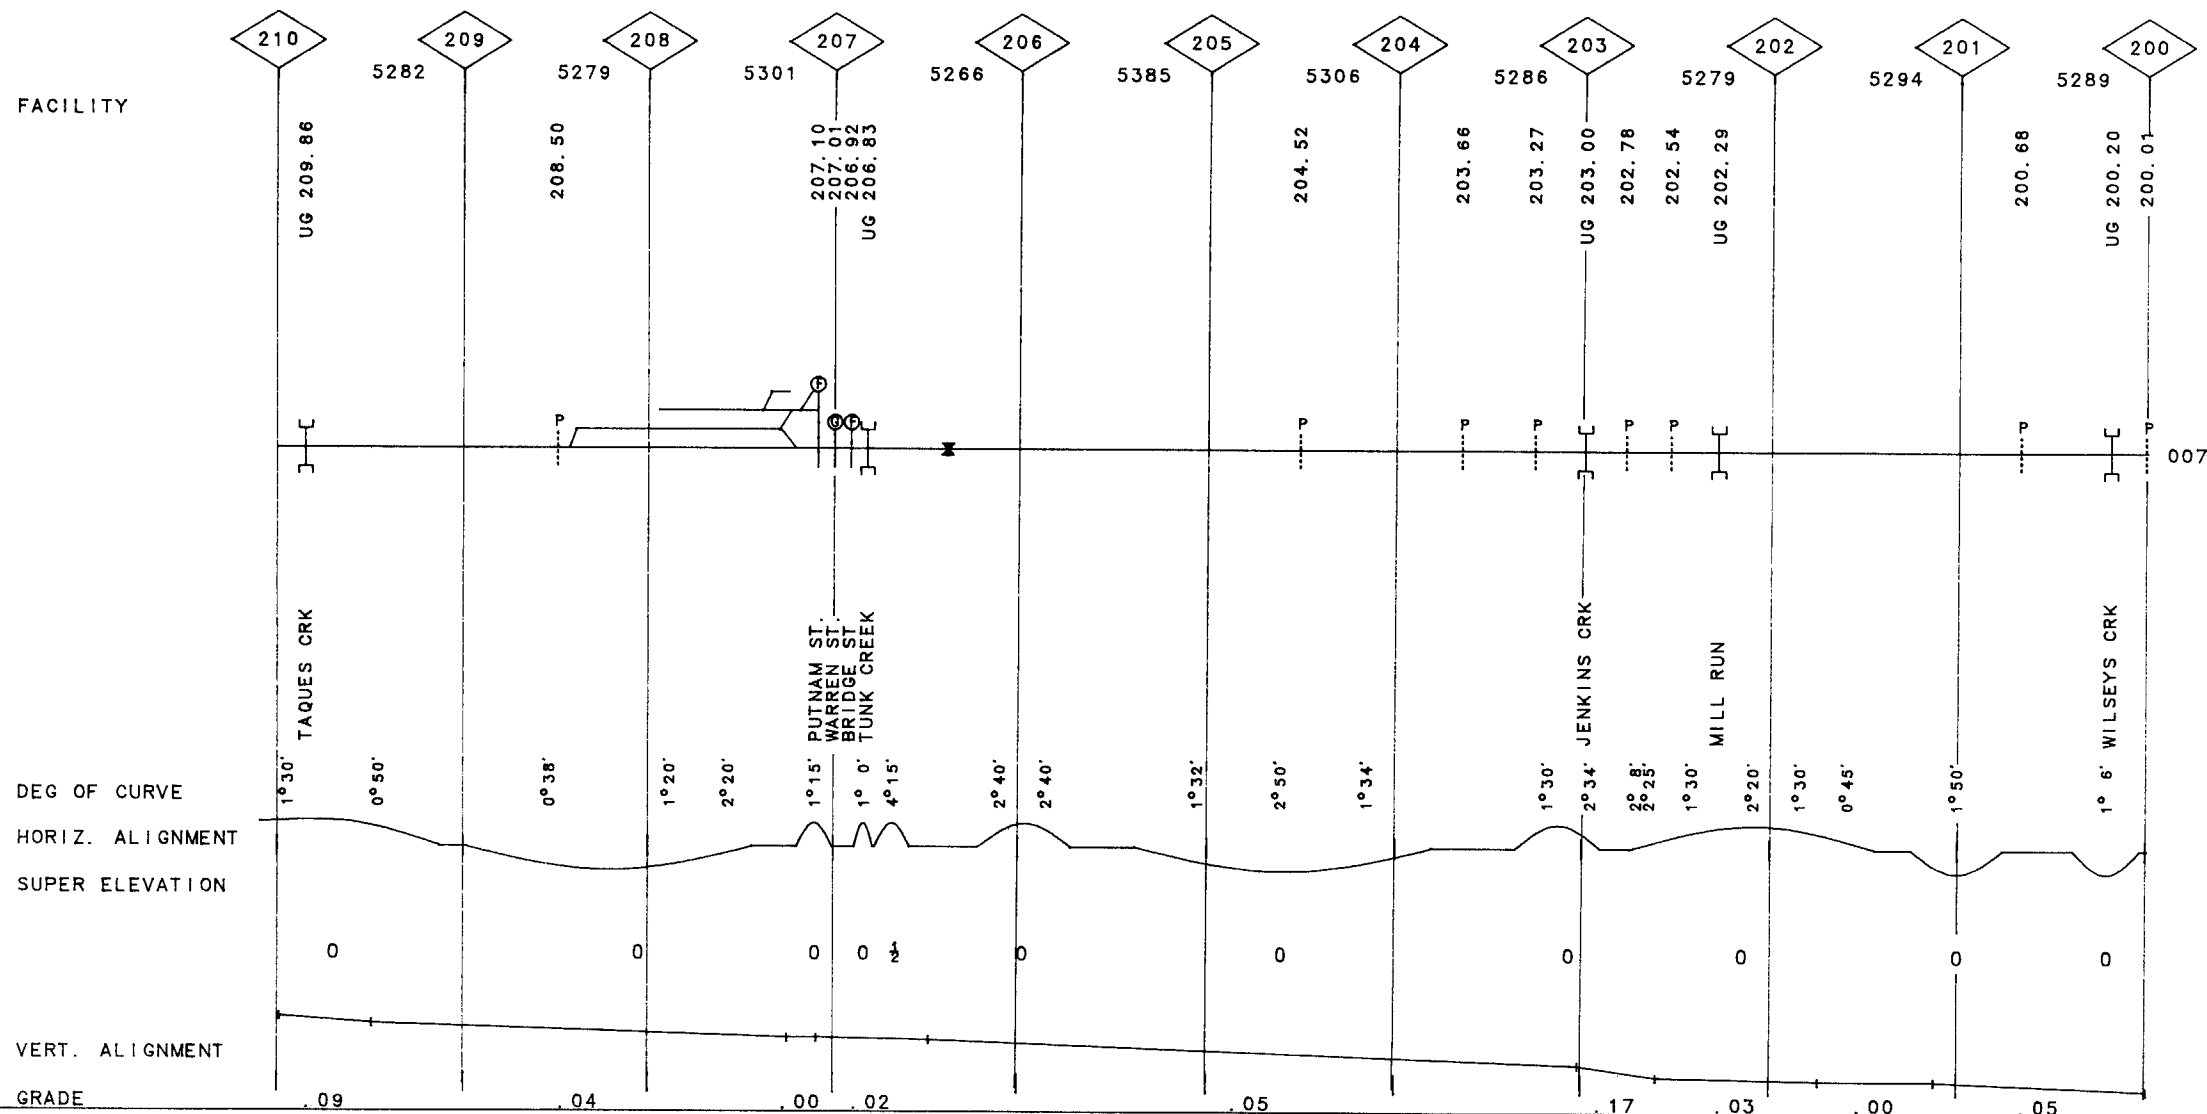 210 209 208 207 206 205 204 203 202 201 200
5282 5279 5301 5266 5385 5306 5286 5279 5294 5289
FACILITY
UG 209.86
208.50
207.10
207.01
206.92
UG 206.83
204.52
203.66
203.27
UG 203.00
202.78
202.54
UG 202.29
200.68
UG 200.20
200.01
F
P G F P P P P P P P
007
TAQUES CRK
PUTNAM ST.
WARREN ST.
BRIDGE ST
TUNK CREEK
JENKINS CRK
MILL RUN
WILSEYS CRK
DEG OF CURVE 1°30' 0°50' 0°38' 1°20' 2°20' 1°15' 1° 0' 4°15' 2°40' 2°40' 1°32' 2°50' 1°34' 1°30' 2°34' 2° 8' 2°25' 1°30' 2°20' 1°30' 0°45' 1°50' 1° 6'
HORIZ. ALIGNMENT
SUPER ELEVATION
0 0 0 0 ½ 0 0 0 0 0 0
VERT. ALIGNMENT
GRADE .09 .04 .00 .02 .05 .17 .03 .00 .05